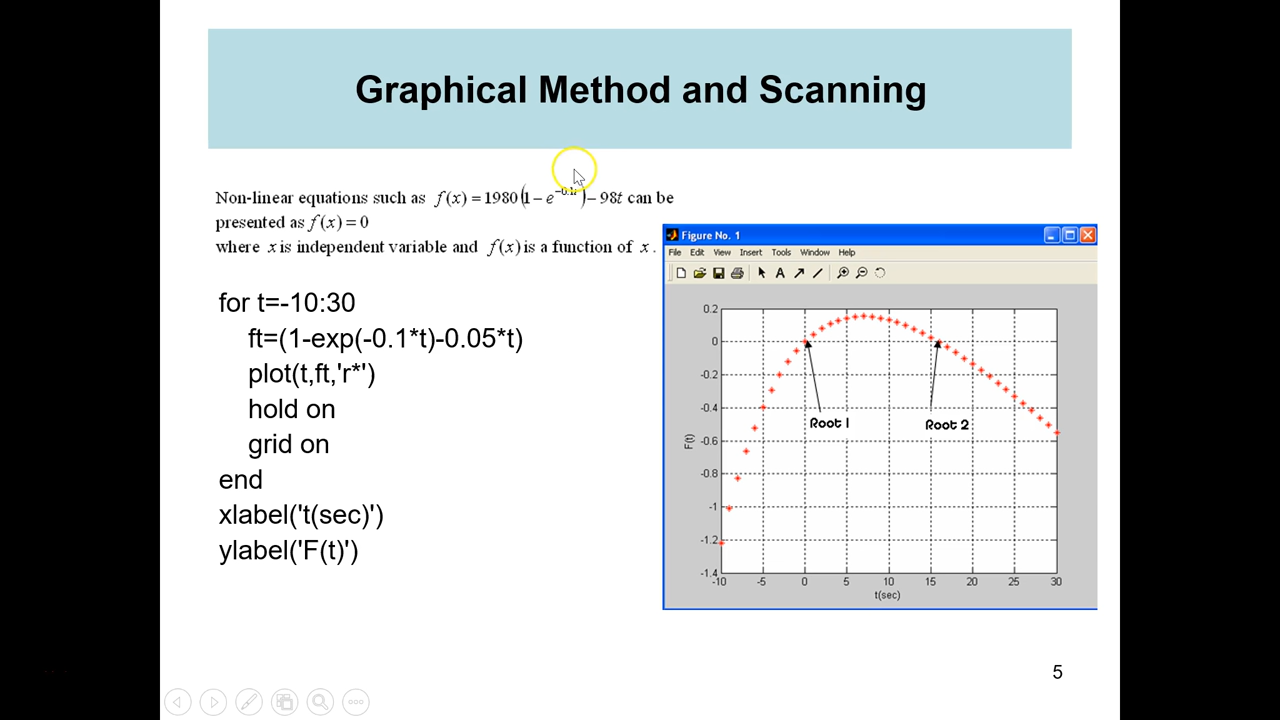 Graphical Method and Scanning
Non-linear equations such as f(x) = 1980(1 − e^−0.1t) − 98t can be
presented as f(x) = 0
where x is independent variable and f(x) is a function of x.
for t=-10:30
ft=(1-exp(-0.1*t)-0.05*t)
plot(t,ft,'r*')
hold on
grid on
end
xlabel('t(sec)')
ylabel('F(t)')
Figure No. 1
File Edit View Insert Tools Window Help
A
0.2
0
-0.2
-0.4
-0.6
-0.8
-1
-1.2
-1.4
F(t)
Root 1
Root 2
-10 -5 0 5 10 15 20 25 30
t(sec)
5